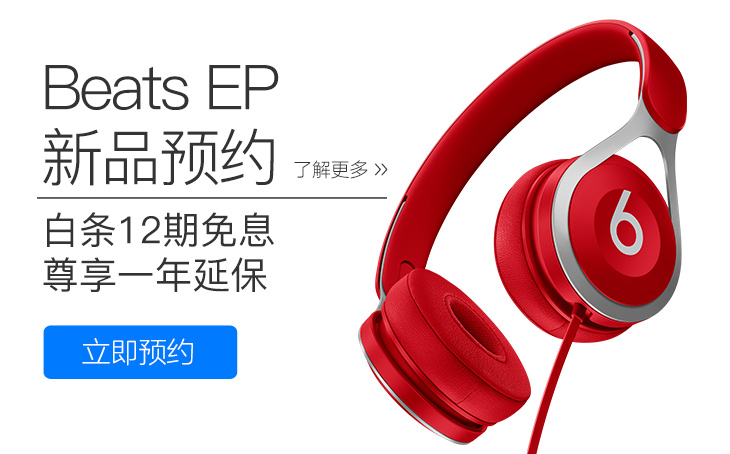 Beats EP
新品预约
了解更多 >>
白条12期免息
尊享一年延保
立即预约